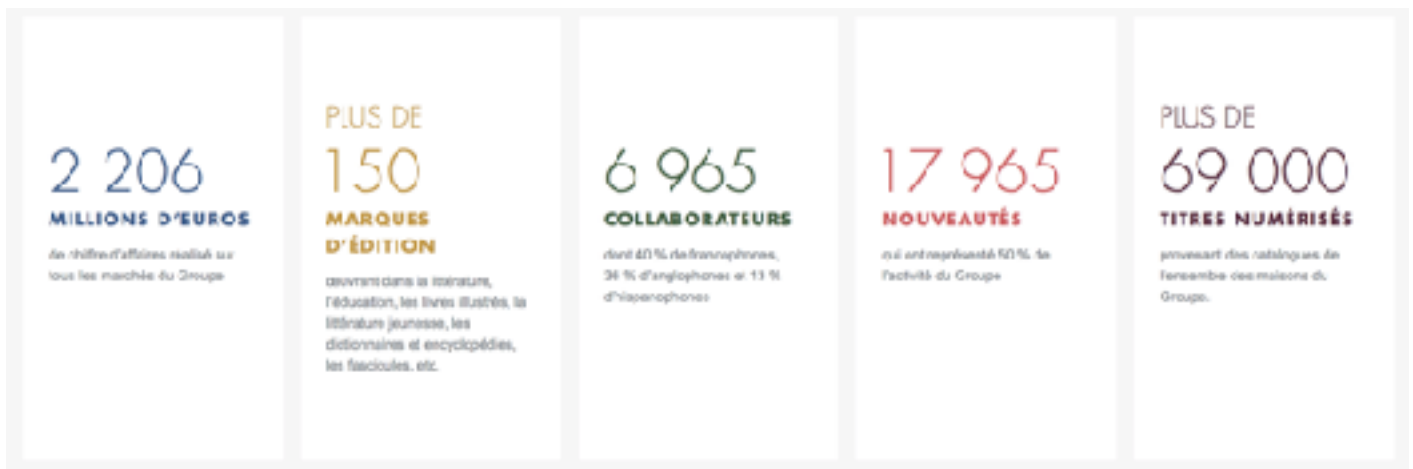 2 206
MILLIONS D'EUROS
de chiffre d'affaires réalisé sur
tous les marchés du Groupe
PLUS DE
150
MARQUES
D'ÉDITION
œuvrant dans la littérature,
l'éducation, les livres illustrés, la
littérature jeunesse, les
dictionnaires et encyclopédies,
les fascicules, etc.
6 965
COLLABORATEURS
dont 40 % de francophones,
% d'anglophones et %
d'hispanophones
17 965
NOUVEAUTÉS
qui ont représenté 50 % de
l'activité du Groupe
PLUS DE
69 000
TITRES NUMÉRISÉS
provenant des catalogues de
l'ensemble des maisons du
Groupe.